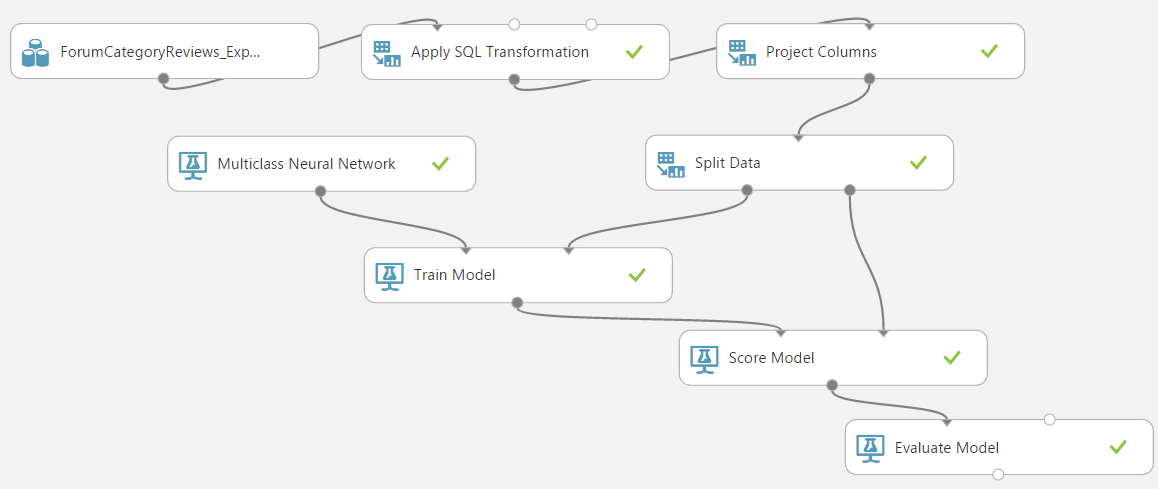 ForumCategoryReviews_Exp...
Apply SQL Transformation
Project Columns
Multiclass Neural Network
Split Data
Train Model
Score Model
Evaluate Model